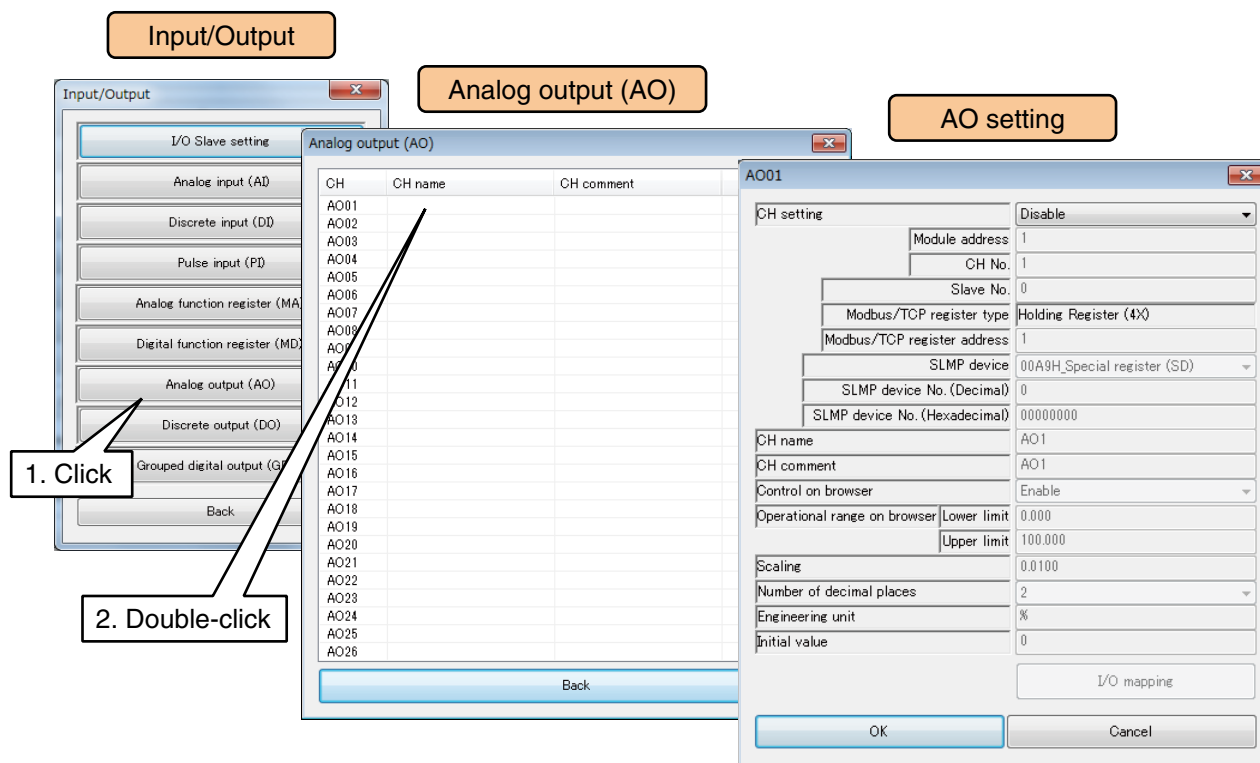 Input/Output
Analog output (AO)
AO setting
Input/Output
I/O Slave setting
Analog input (AI)
Discrete input (DI)
Pulse input (PI)
Analog function register (MA)
Digital function register (MD)
Analog output (AO)
Discrete output (DO)
Grouped digital output (G
Back
1. Click
Analog output (AO)
CH CH name CH comment
AO01
AO02
AO03
AO04
AO05
AO06
AO07
AO08
AO
0
11
AO12
AO13
AO14
AO15
AO16
AO17
AO18
AO19
AO20
AO21
AO22
AO23
AO24
AO25
AO26
Back
2. Double-click
AO01
CH setting Disable
Module address 1
CH No. 1
Slave No. 0
Modbus/TCP register type Holding Register (4X)
Modbus/TCP register address 1
SLMP device 00A9H_Special register (SD)
SLMP device No. (Decimal) 0
SLMP device No. (Hexadecimal) 00000000
CH name AO1
CH comment AO1
Control on browser Enable
Operational range on browser Lower limit 0.000
Upper limit 100.000
Scaling 0.0100
Number of decimal places 2
Engineering unit %
Initial value 0
I/O mapping
OK Cancel